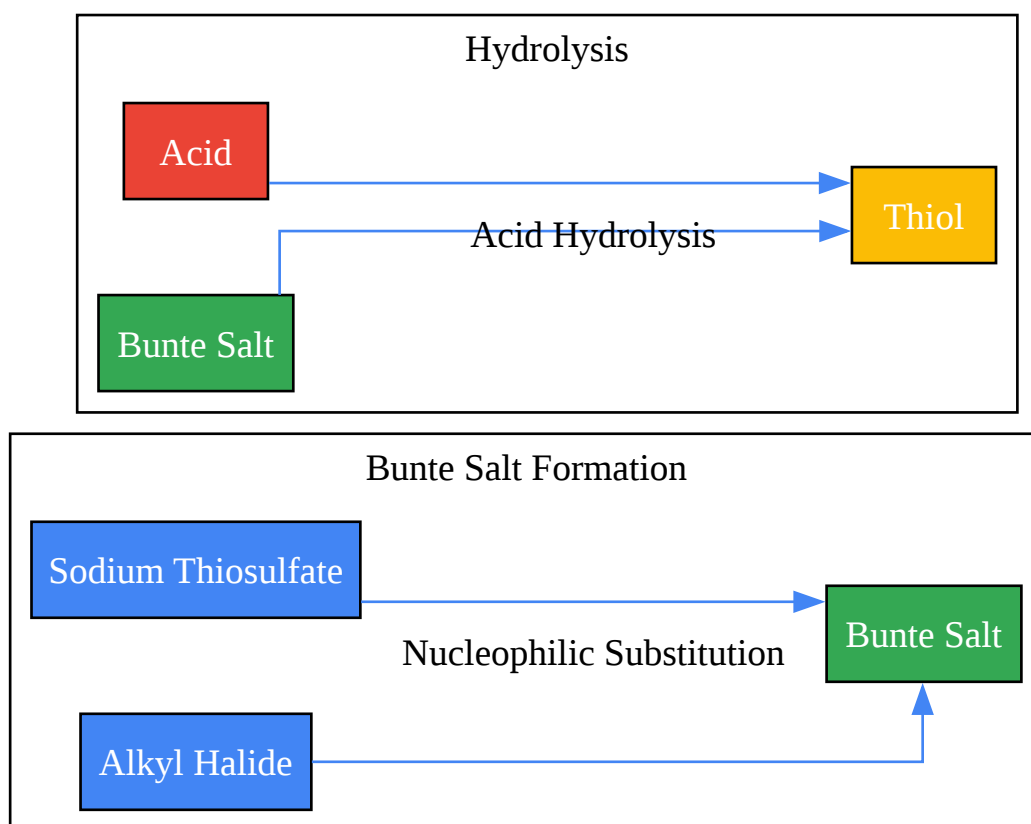 Hydrolysis
Acid
Thiol
Acid Hydrolysis
Bunte Salt
Bunte Salt Formation
Sodium Thiosulfate
Bunte Salt
Nucleophilic Substitution
Alkyl Halide